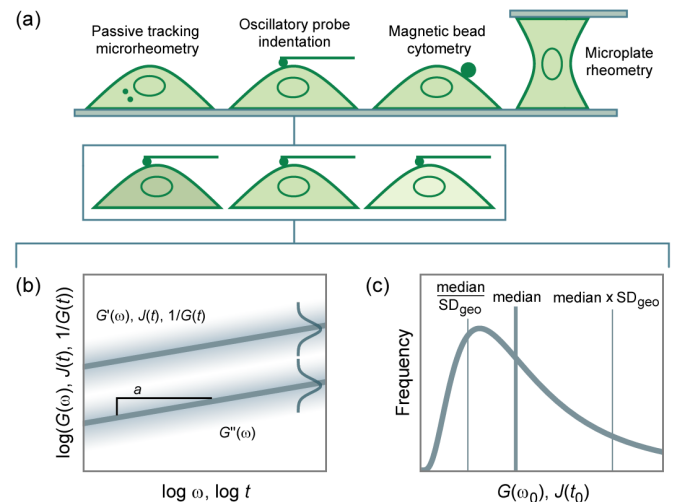 (a)
Passive tracking
microrheometry
Oscillatory probe
indentation
Magnetic bead
cytometry
Microplate
rheometry
(b)
log(G(ω), J(t), 1/G(t))
G'(ω), J(t), 1/G(t)
a
G"(ω)
log ω, log t
(c)
Frequency
median
SDgeo
median
median x SDgeo
G(ω0), J(t0)